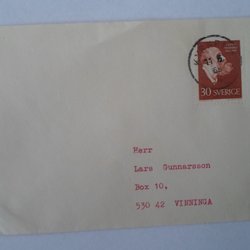 30 SVERIGE
Herr
Lars Gunnarsson
Box 10,
530 42 VINNINGA